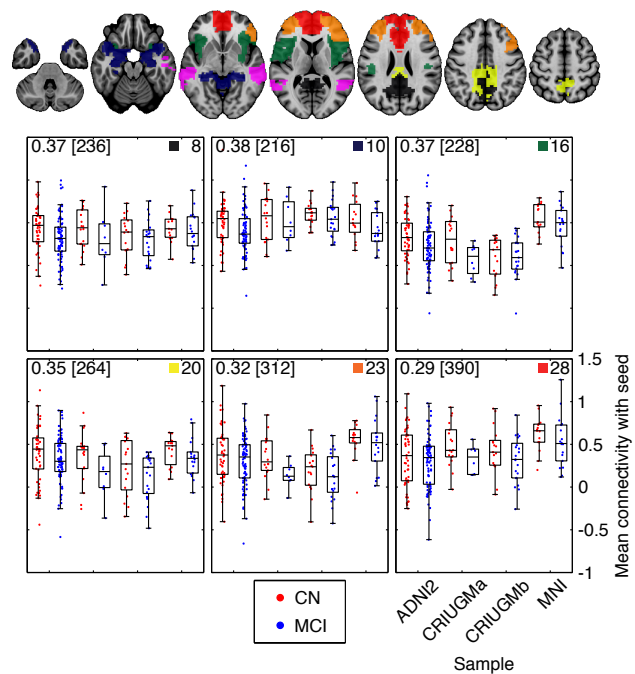 0.37 [236] 8
0.38 [216] 10
0.37 [228] 16
0.35 [264] 20
0.32 [312] 23
0.29 [390] 28
1.5
1
0.5
0
-0.5
-1
Mean connectivity with seed
CN
MCI
ADNI2
CRIUGMa
CRIUGMb
MNI
Sample